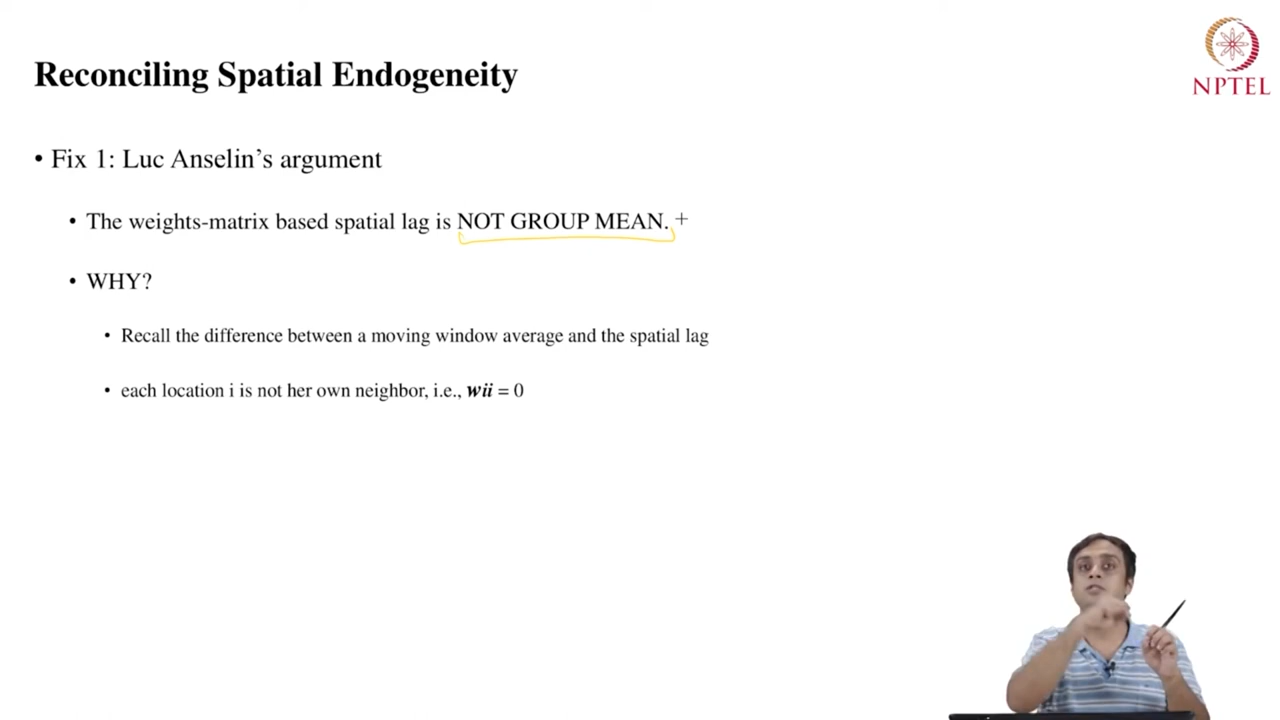 Reconciling Spatial Endogeneity
NPTEL
• Fix 1: Luc Anselin's argument
• The weights-matrix based spatial lag is NOT GROUP MEAN.
• WHY?
• Recall the difference between a moving window average and the spatial lag
• each location i is not her own neighbor, i.e., wii = 0